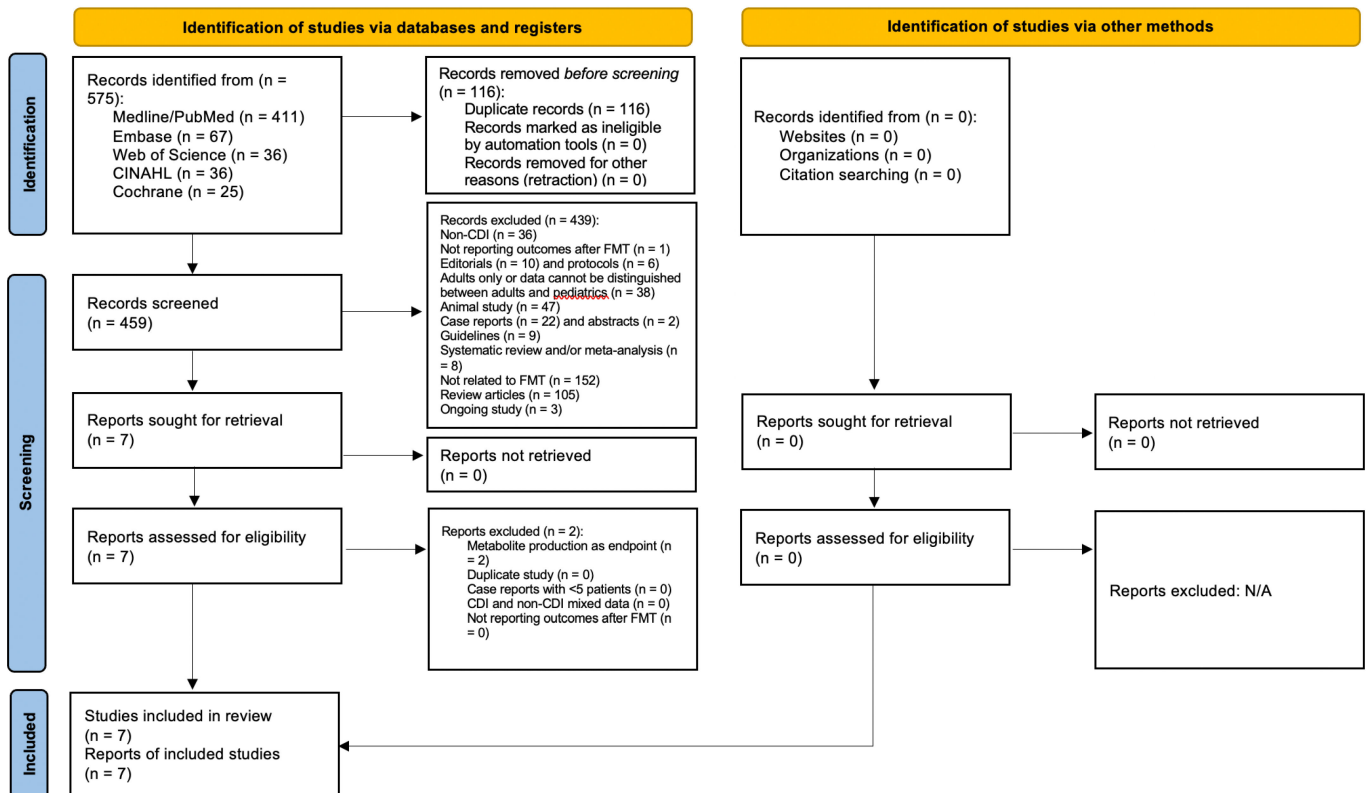 Identification of studies via databases and registers
Identification of studies via other methods
Identification
Records identified from (n =
575):
Medline/PubMed (n = 411)
Embase (n = 67)
Web of Science (n = 36)
CINAHL (n = 36)
Cochrane (n = 25)
Records removed before screening
(n = 116):
Duplicate records (n = 116)
Records marked as ineligible
by automation tools (n = 0)
Records removed for other
reasons (retraction) (n = 0)
Records identified from (n = 0):
Websites (n = 0)
Organizations (n = 0)
Citation searching (n = 0)
Screening
Records screened
(n = 459)
Records excluded (n = 439):
Non-CDI (n = 36)
Not reporting outcomes after FMT (n = 1)
Editorials (n = 10) and protocols (n = 6)
Adults only or data cannot be distinguished
between adults and pediatrics (n = 38)
Animal study (n = 47)
Case reports (n = 22) and abstracts (n = 2)
Guidelines (n = 9)
Systematic review and/or meta-analysis (n
= 8)
Not related to FMT (n = 152)
Review articles (n = 105)
Ongoing study (n = 3)
Reports sought for retrieval
(n = 7)
Reports not retrieved
(n = 0)
Reports sought for retrieval
(n = 0)
Reports not retrieved
(n = 0)
Reports assessed for eligibility
(n = 7)
Reports excluded (n = 2):
Metabolite production as endpoint (n
= 2)
Duplicate study (n = 0)
Case reports with <5 patients (n = 0)
CDI and non-CDI mixed data (n = 0)
Not reporting outcomes after FMT (n
= 0)
Reports assessed for eligibility
(n = 0)
Reports excluded: N/A
Included
Studies included in review
(n = 7)
Reports of included studies
(n = 7)